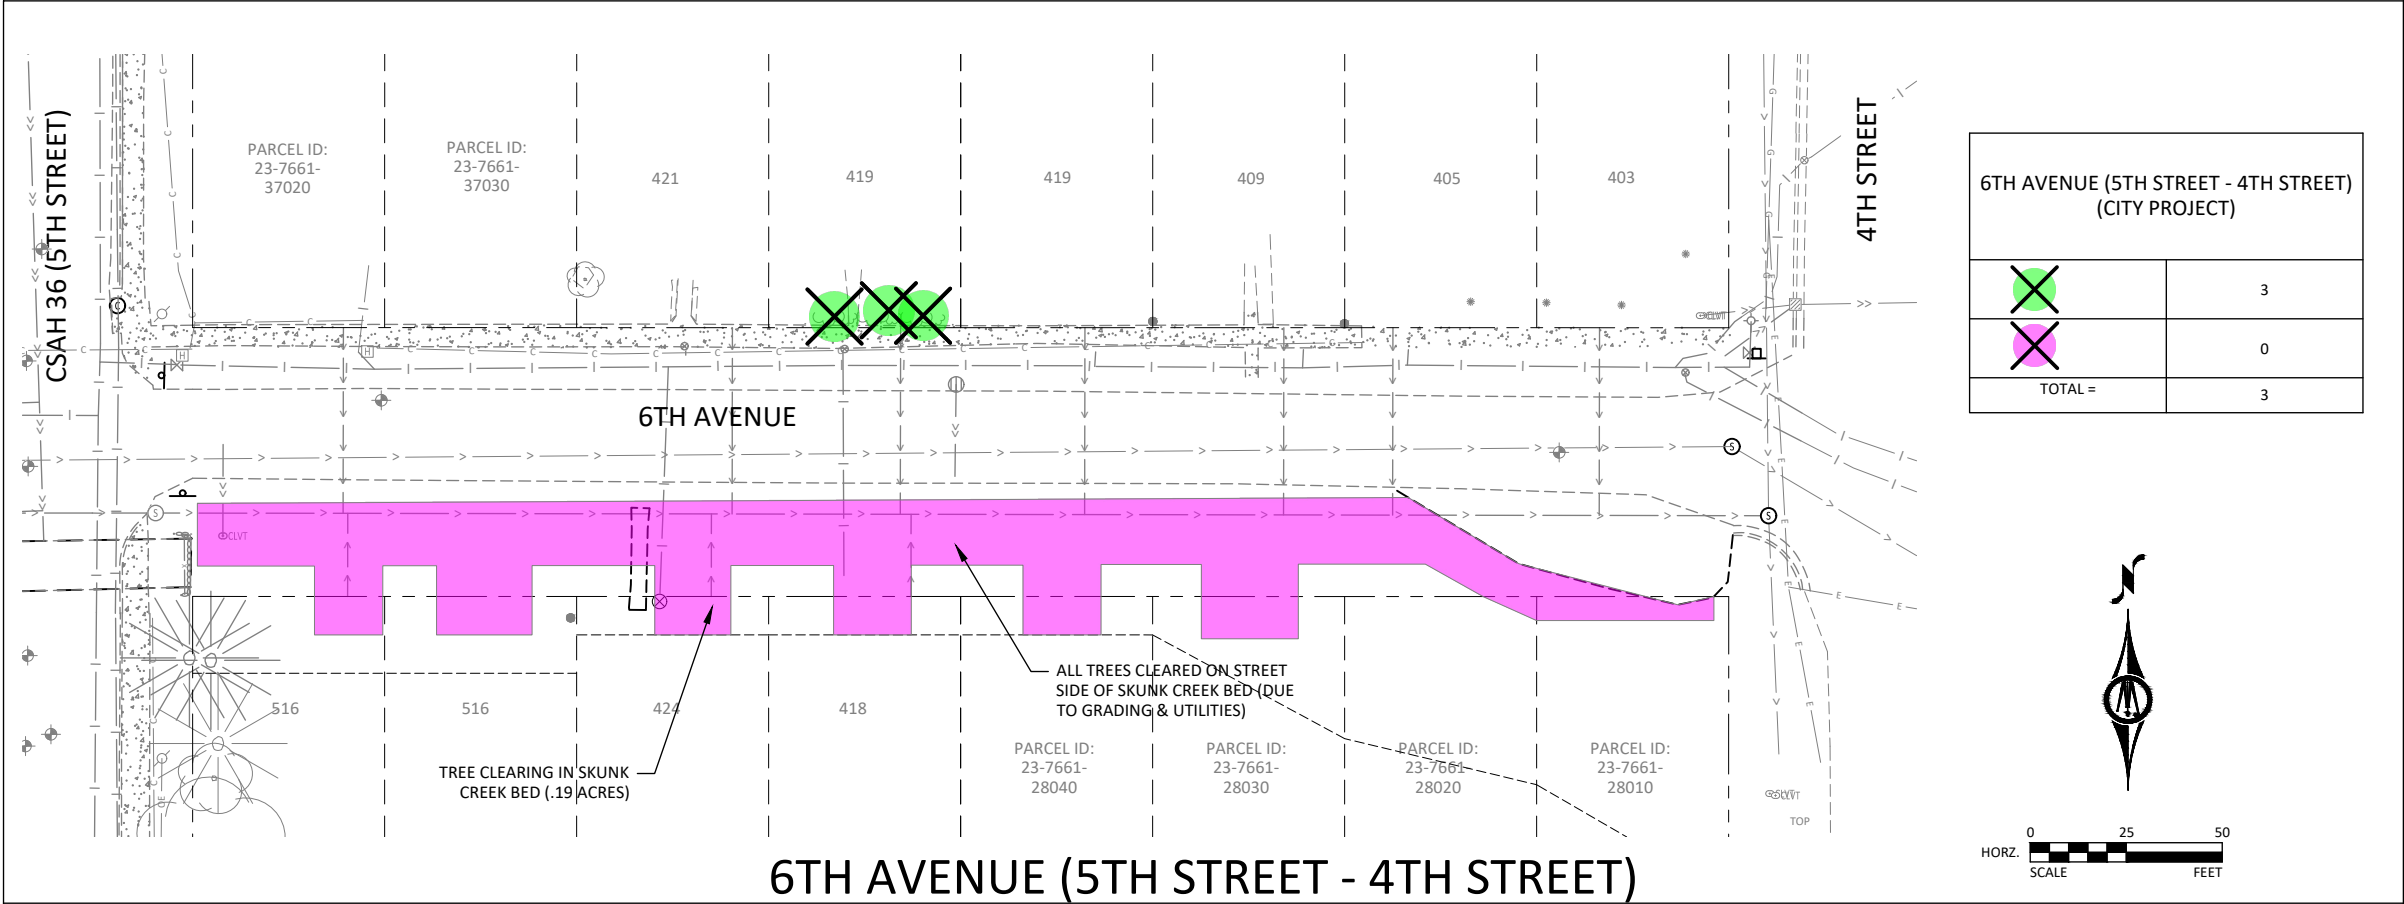 CSAH 36 (5TH STREET)
PARCEL ID:
23-7661-
37020
PARCEL ID:
23-7661-
37030
421
419
419
409
405
403
4TH STREET
6TH AVENUE (5TH STREET - 4TH STREET)
(CITY PROJECT)
3
0
TOTAL =
3
6TH AVENUE
CLVT
ALL TREES CLEARED ON STREET
SIDE OF SKUNK CREEK BED (DUE
TO GRADING & UTILITIES)
TREE CLEARING IN SKUNK
CREEK BED (.19 ACRES)
516
516
424
418
PARCEL ID:
23-7661-
28040
PARCEL ID:
23-7661-
28030
PARCEL ID:
23-7661-
28020
PARCEL ID:
23-7661-
28010
TOP
N
0 25 50
HORZ.
SCALE FEET
6TH AVENUE (5TH STREET - 4TH STREET)